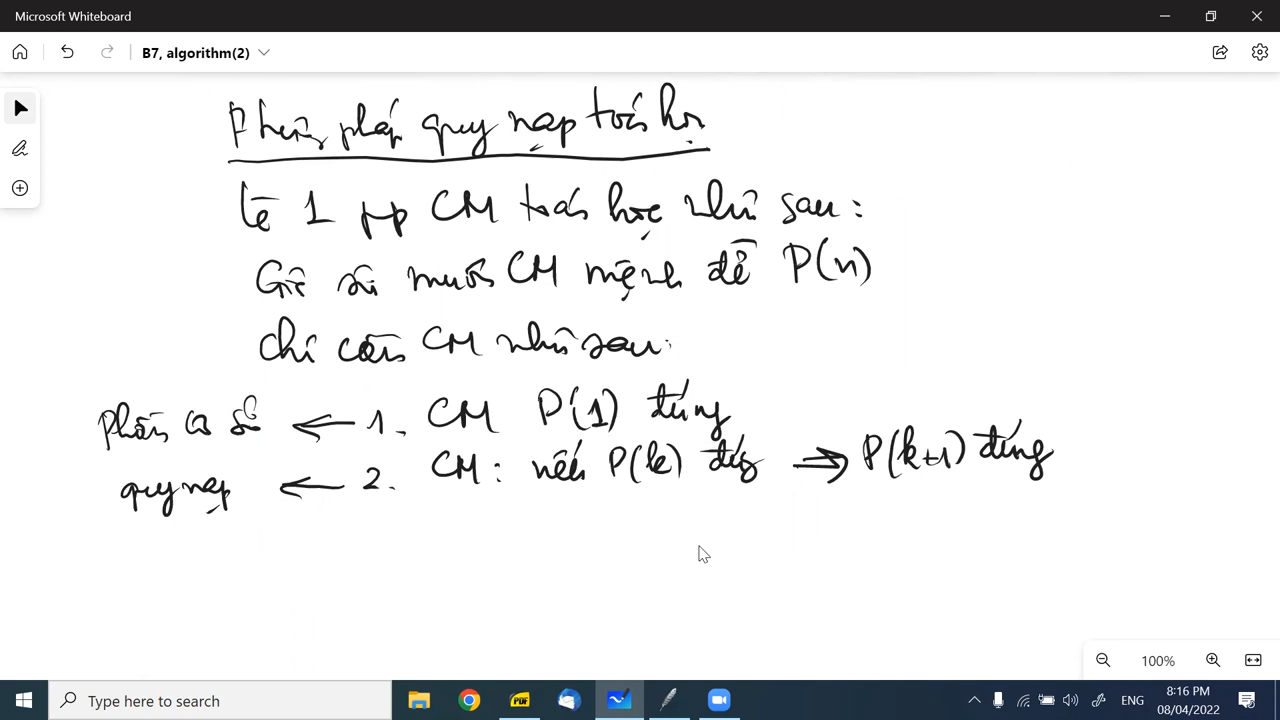 Microsoft Whiteboard
B7, algorithm(2)
Phương pháp quy nạp toán học
là 1 pp CM toán học như sau:
Giả sử muốn CM mệnh đề P(n)
chỉ cần CM như sau:
phần cơ sở ← 1. CM P(1) đúng
quy nạp ← 2. CM: nếu P(k) đúng ⇒ P(k+1) đúng
100%
Type here to search
PDF
ENG
8:16 PM
08/04/2022